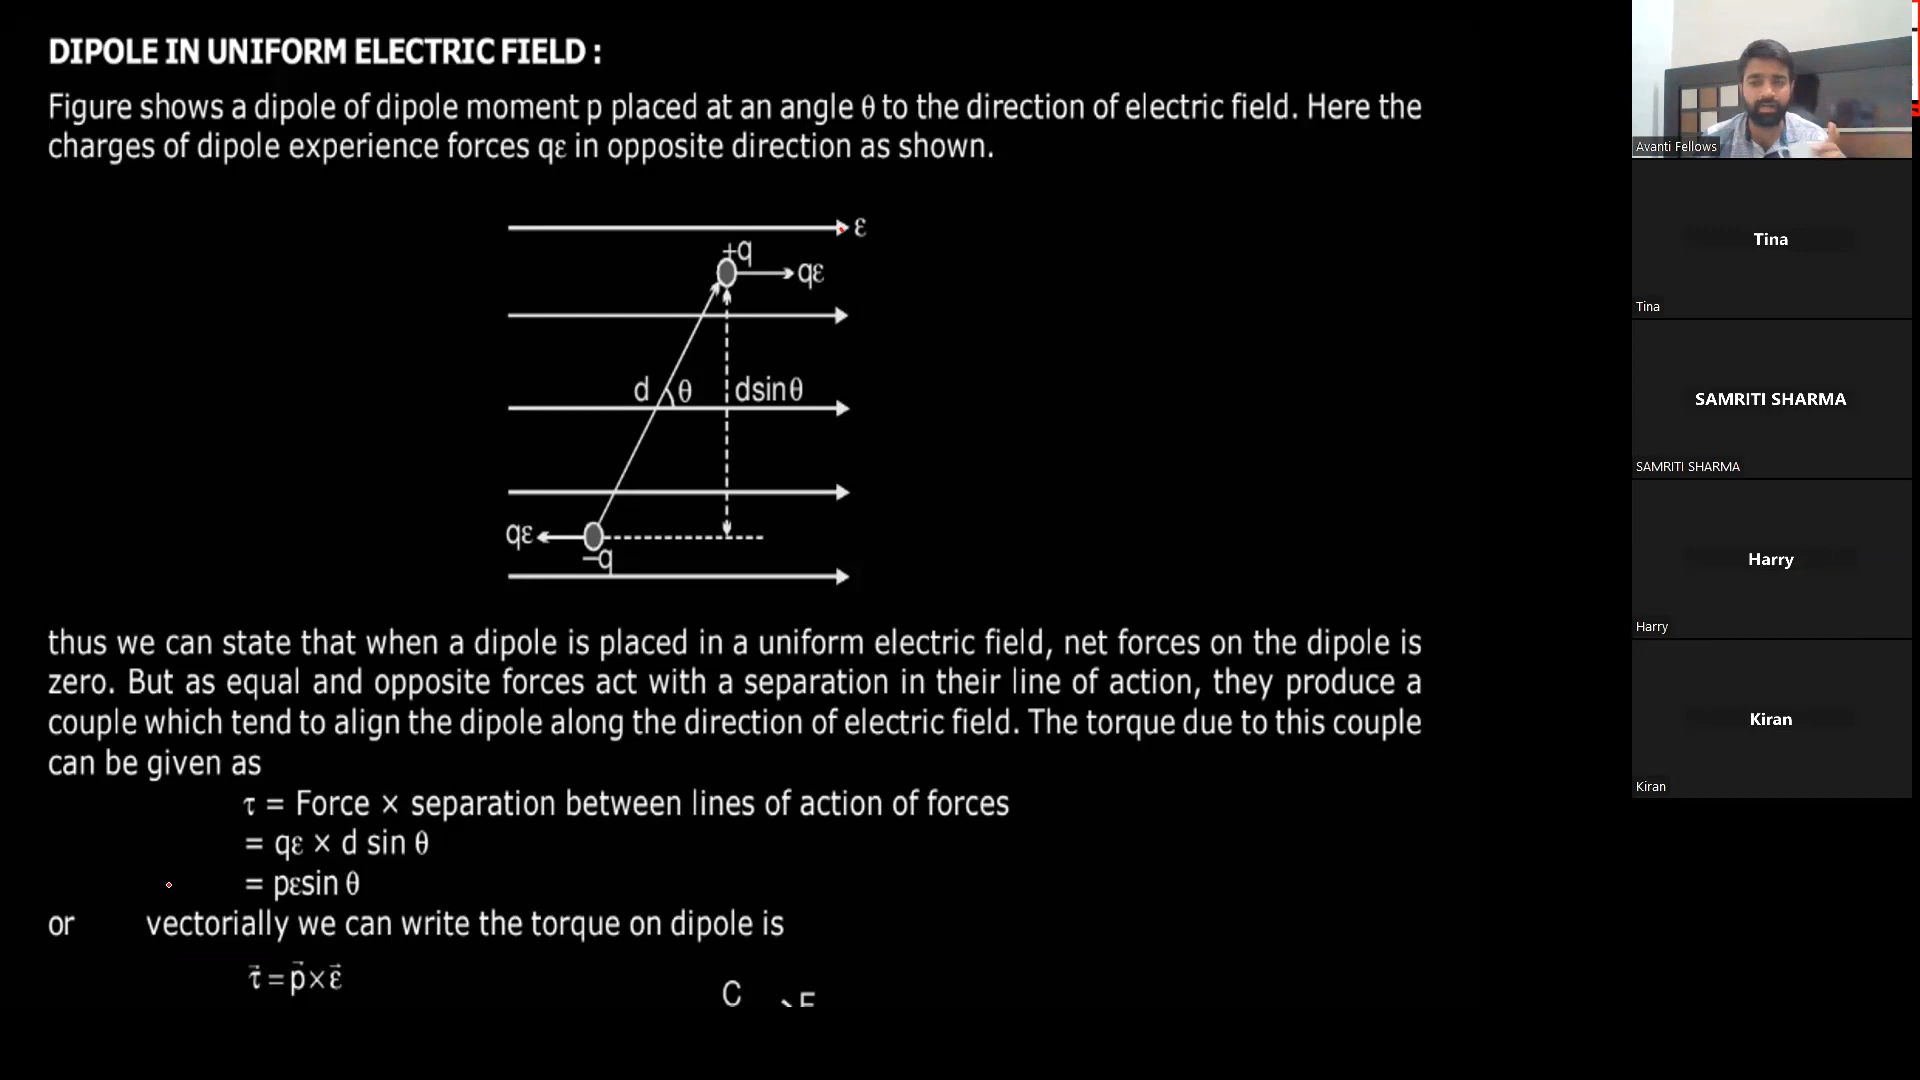 DIPOLE IN UNIFORM ELECTRIC FIELD :
Figure shows a dipole of dipole moment p placed at an angle θ to the direction of electric field. Here the
charges of dipole experience forces qε in opposite direction as shown.
ε
+q
qε
d
θ
dsinθ
qε
–q
thus we can state that when a dipole is placed in a uniform electric field, net forces on the dipole is
zero. But as equal and opposite forces act with a separation in their line of action, they produce a
couple which tend to align the dipole along the direction of electric field. The torque due to this couple
can be given as
τ = Force × separation between lines of action of forces
= qε × d sin θ
= pεsin θ
or vectorially we can write the torque on dipole is
τ⃗ = p⃗ × ε⃗
C
Avanti Fellows
Tina
Tina
SAMRITI SHARMA
SAMRITI SHARMA
Harry
Harry
Kiran
Kiran